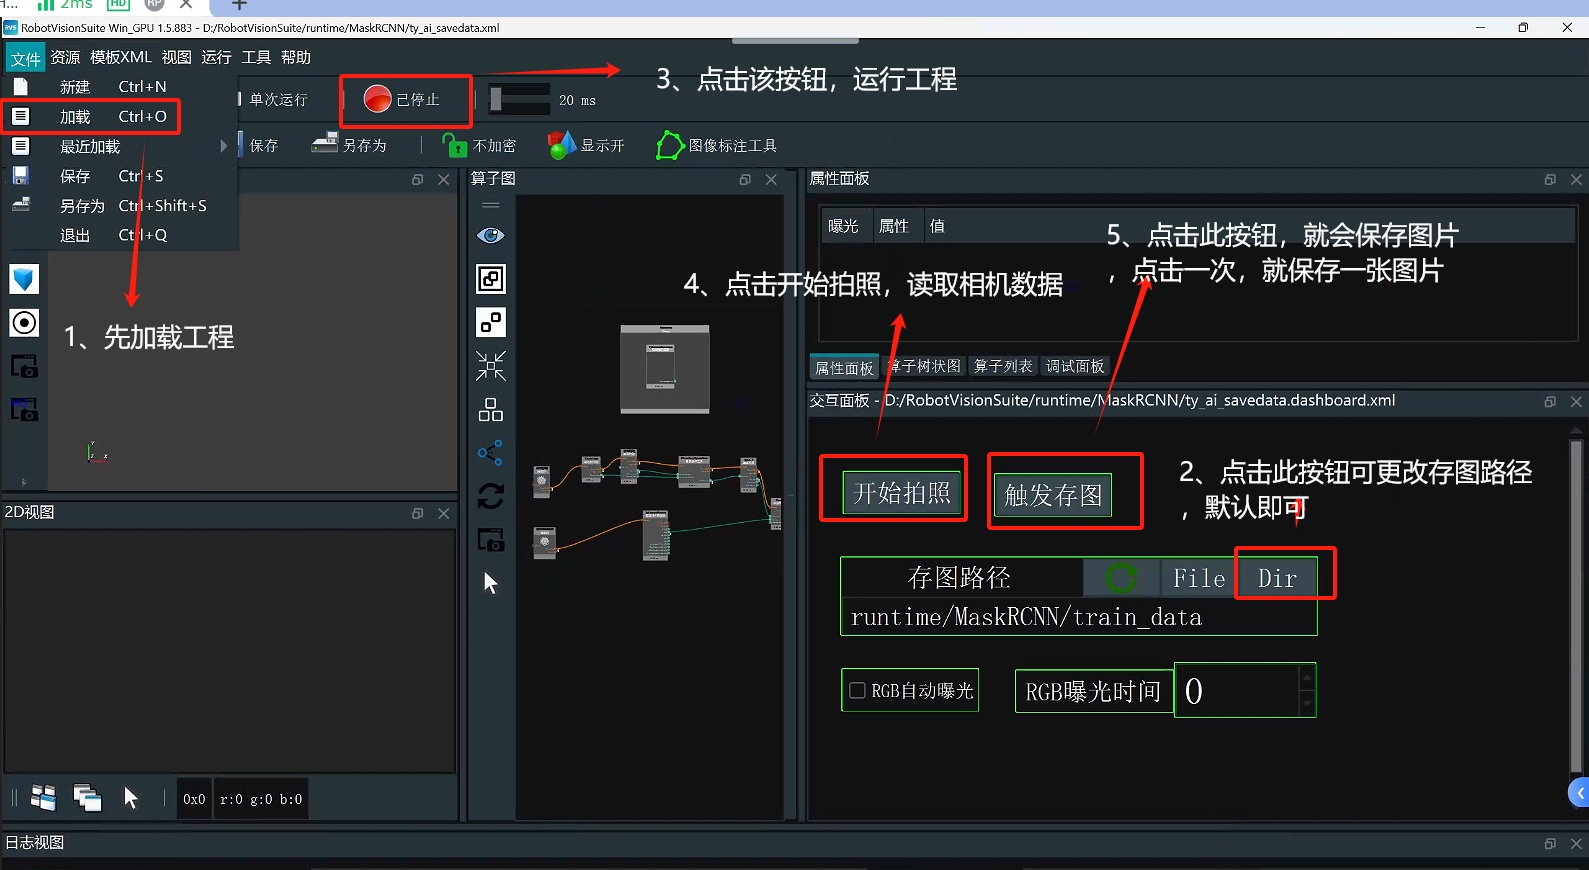 2ms HD RP
RobotVisionSuite Win_GPU 1.5.883 - D:/RobotVisionSuite/runtime/MaskRCNN/ty_ai_savedata.xml
文件 资源 模板XML 视图 运行 工具 帮助
新建 Ctrl+N
加载 Ctrl+O
最近加载
保存 Ctrl+S
另存为 Ctrl+Shift+S
退出 Ctrl+Q
单次运行 已停止 20 ms
3、点击该按钮，运行工程
保存 另存为 不加密 显示开 图像标注工具
算子图
属性面板
曝光 属性 值
5、点击此按钮，就会保存图片
，点击一次，就保存一张图片
4、点击开始拍照，读取相机数据
1、先加载工程
属性面板 算子树状图 算子列表 调试面板
交互面板 - D:/RobotVisionSuite/runtime/MaskRCNN/ty_ai_savedata.dashboard.xml
开始拍照 触发存图
2、点击此按钮可更改存图路径
，默认即可
存图路径 File Dir
runtime/MaskRCNN/train_data
RGB自动曝光 RGB曝光时间 0
2D视图
0x0 r:0 g:0 b:0
日志视图